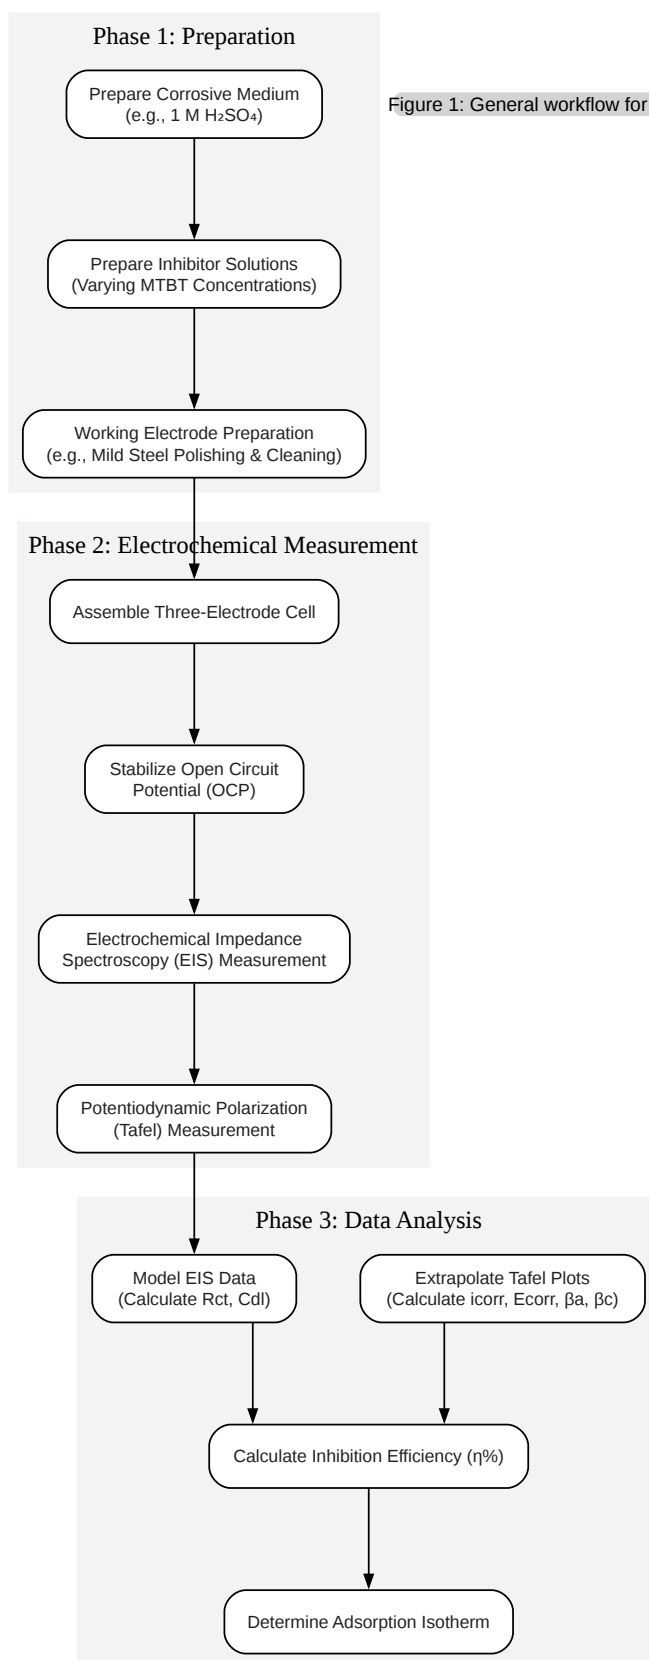 Phase 1: Preparation
Prepare Corrosive Medium
(e.g., 1 M H₂SO₄)
Figure 1: General workflow for
Prepare Inhibitor Solutions
(Varying MTBT Concentrations)
Working Electrode Preparation
(e.g., Mild Steel Polishing & Cleaning)
Phase 2: Electrochemical Measurement
Assemble Three-Electrode Cell
Stabilize Open Circuit
Potential (OCP)
Electrochemical Impedance
Spectroscopy (EIS) Measurement
Potentiodynamic Polarization
(Tafel) Measurement
Phase 3: Data Analysis
Model EIS Data
(Calculate Rct, Cdl)
Extrapolate Tafel Plots
(Calculate icorr, Ecorr, βa, βc)
Calculate Inhibition Efficiency (η%)
Determine Adsorption Isotherm